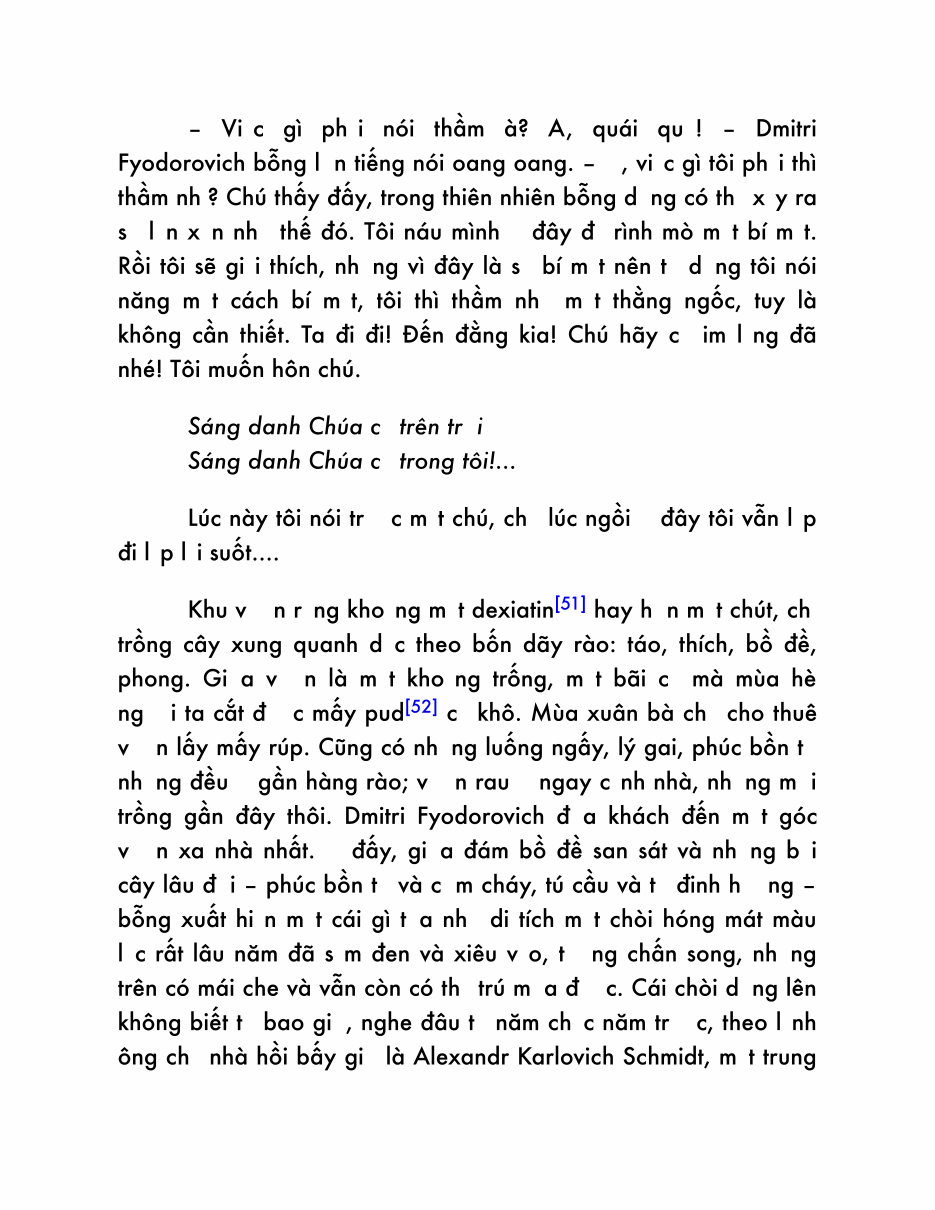 – Vi c gì ph i nói thầm à? A, quái qu ! – Dmitri
Fyodorovich bỗng l n tiếng nói oang oang. –   , vi c gì tôi ph i thì
thầm nh ? Chú thấy đấy, trong thiên nhiên bỗng d ng có th  x y ra
s  l n x n nh  thế đó. Tôi náu mình   đây đ  rình mò m t bí m t.
Rồi tôi sẽ gi i thích, nh ng vì đây là s  bí m t nên t  d ng tôi nói
năng m t cách bí m t, tôi thì thầm nh  m t thằng ngốc, tuy là
không cần thiết. Ta đi đi! Đến đằng kia! Chú hãy c  im l ng đã
nhé! Tôi muốn hôn chú.
Sáng danh Chúa c  trên tr i
Sáng danh Chúa c  trong tôi!...
Lúc này tôi nói tr  c m t chú, ch  lúc ngồi   đây tôi vẫn l p
đi l p l i suốt....
Khu v  n r ng kho ng m t dexiatin[51] hay h n m t chút, ch
trồng cây xung quanh d c theo bốn dãy rào: táo, thích, bồ đề,
phong. Gi a v  n là m t kho ng trống, m t bãi c  mà mùa hè
ng  i ta cắt đ  c mấy pud[52] c  khô. Mùa xuân bà ch  cho thuê
v  n lấy mấy rúp. Cũng có nh ng luống ngấy, lý gai, phúc bồn t
nh ng đều   gần hàng rào; v  n rau   ngay c nh nhà, nh ng m i
trồng gần đây thôi. Dmitri Fyodorovich đ a khách đến m t góc
v  n xa nhà nhất.   đấy, gi a đám bồ đề san sát và nh ng b i
cây lâu đ i – phúc bồn t  và c m cháy, tú cầu và t  đinh h  ng –
bỗng xuất hi n m t cái gì t a nh  di tích m t chòi hóng mát màu
l c rất lâu năm đã s m đen và xiêu v o, t  ng chấn song, nh ng
trên có mái che và vẫn còn có th  trú m a đ  c. Cái chòi d ng lên
không biết t  bao gi , nghe đâu t  năm ch c năm tr  c, theo l nh
ông ch  nhà hồi bấy gi  là Alexandr Karlovich Schmidt, m t trung